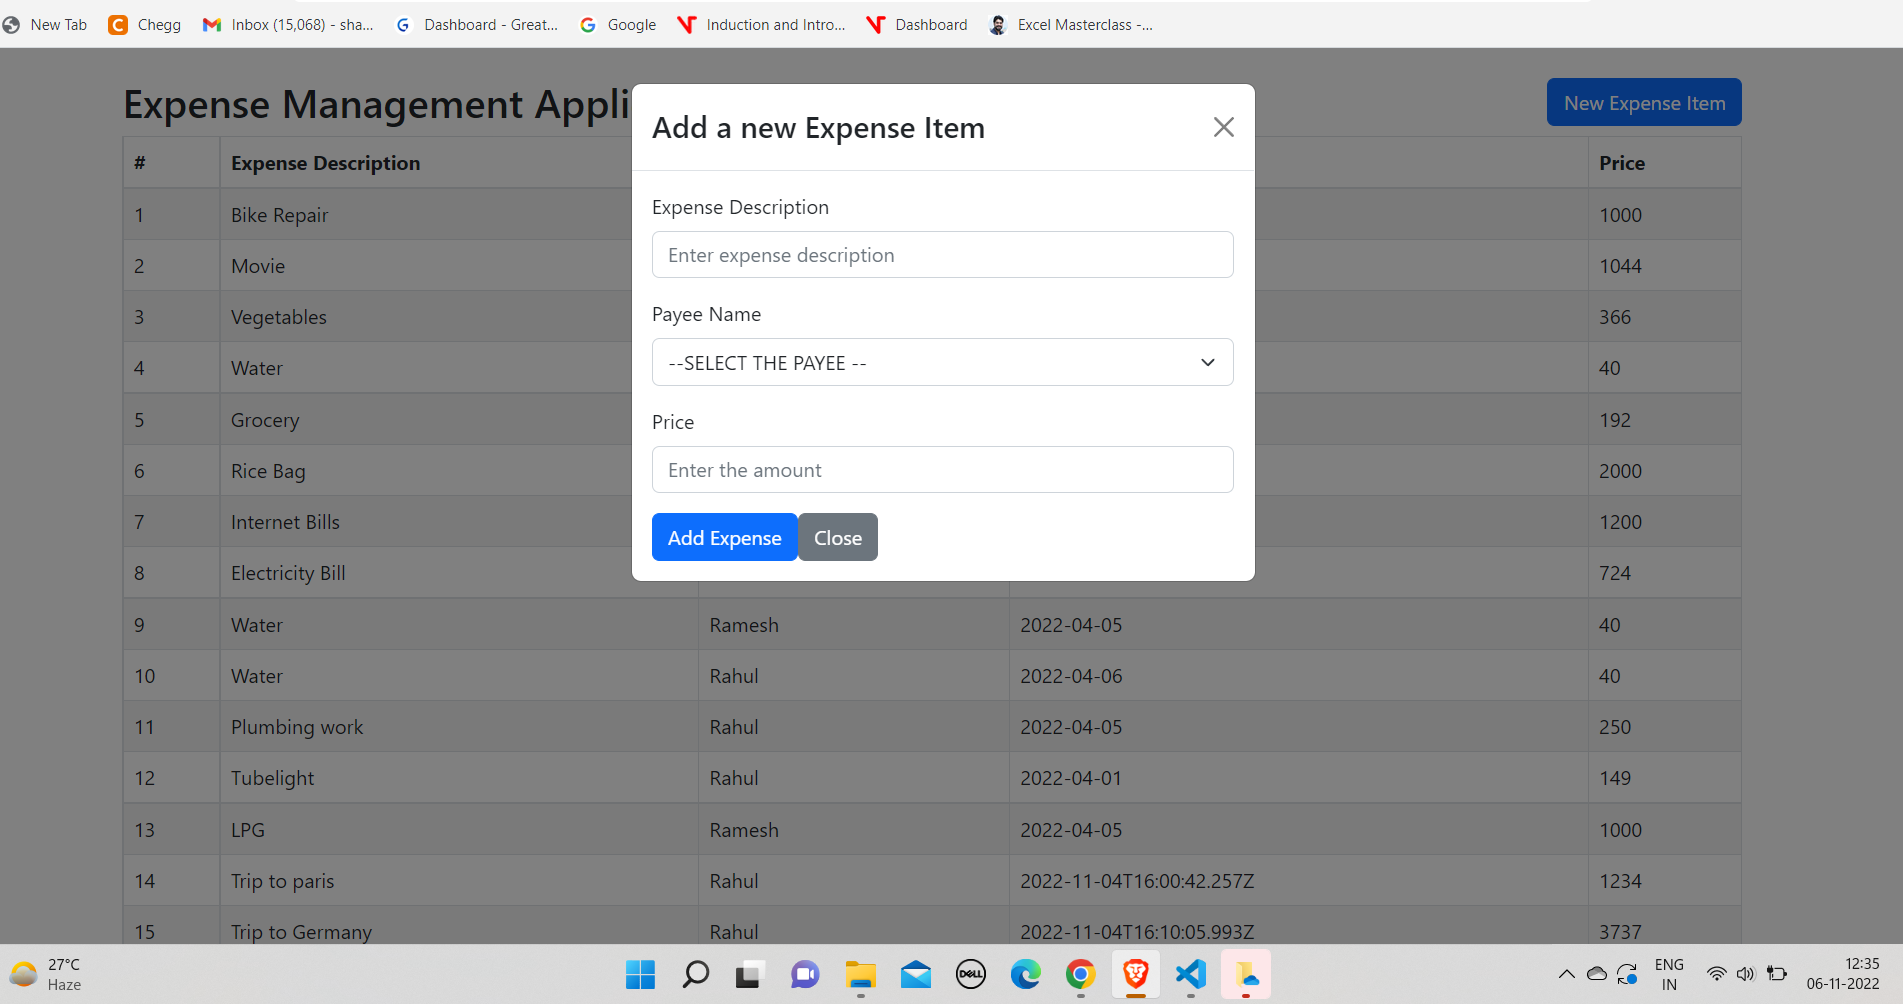 New Tab Chegg Inbox (15,068) - sha... Dashboard - Great... Google Induction and Intro... Dashboard Excel Masterclass -...
Expense Management Appli
New Expense Item
Add a new Expense Item
# Expense Description Price
Expense Description
1 Bike Repair 1000
Enter expense description
2 Movie 1044
Payee Name
3 Vegetables 366
--SELECT THE PAYEE --
4 Water 40
Price
5 Grocery 192
Enter the amount
6 Rice Bag 2000
7 Internet Bills 1200
Add Expense Close
8 Electricity Bill 724
9 Water Ramesh 2022-04-05 40
10 Water Rahul 2022-04-06 40
11 Plumbing work Rahul 2022-04-05 250
12 Tubelight Rahul 2022-04-01 149
13 LPG Ramesh 2022-04-05 1000
14 Trip to paris Rahul 2022-11-04T16:00:42.257Z 1234
15 Trip to Germany Rahul 2022-11-04T16:10:05.993Z 3737
27°C
Haze
DELL
ENG
IN
12:35
06-11-2022